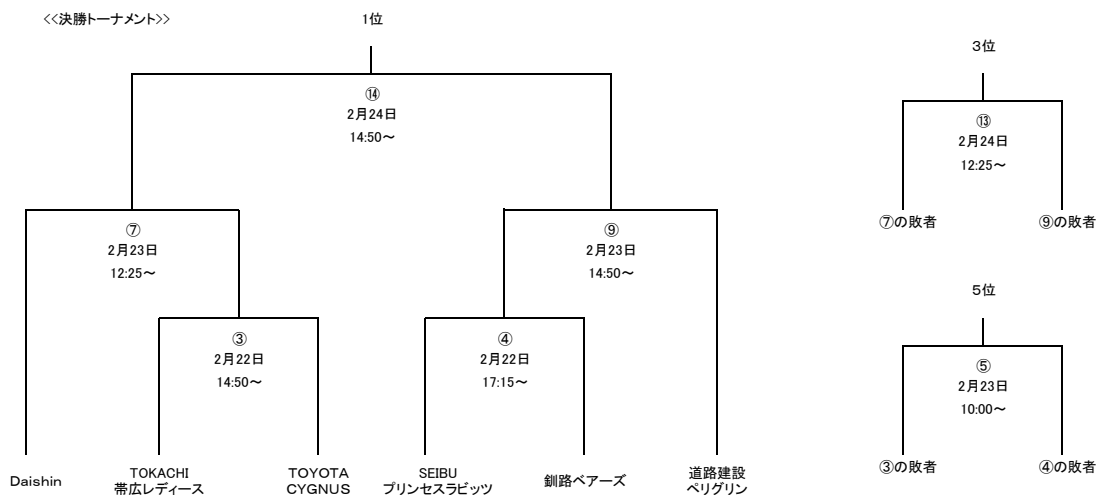 <<決勝トーナメント>>
1位
⑭
2月24日
14:50～
⑦
2月23日
12:25～
⑨
2月23日
14:50～
③
2月22日
14:50～
④
2月22日
17:15～
Daishin
TOKACHI
帯広レディース
TOYOTA
CYGNUS
SEIBU
プリンセスラビッツ
釧路ベアーズ
道路建設
ペリグリン
3位
⑬
2月24日
12:25～
⑦の敗者
⑨の敗者
5位
⑤
2月23日
10:00～
③の敗者
④の敗者